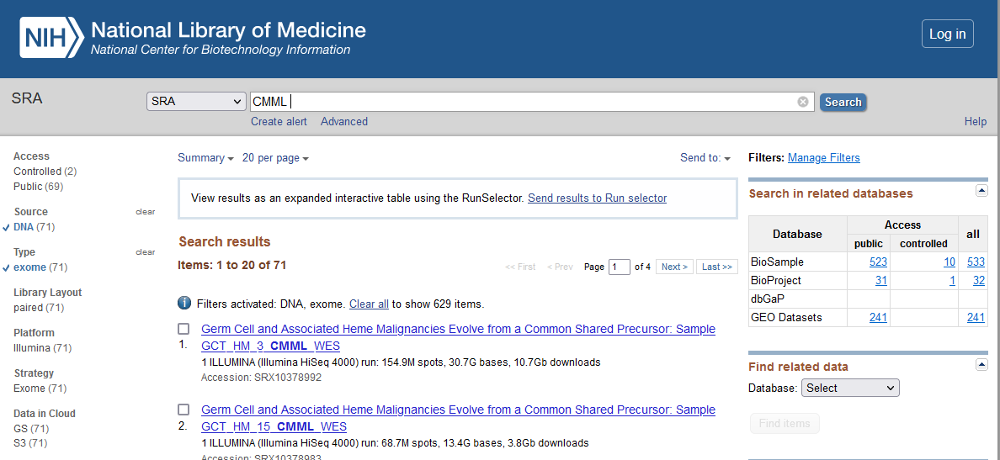 NIH National Library of Medicine
National Center for Biotechnology Information
Log in
SRA
SRA
CMML
Search
Create alert Advanced
Help
Access
Controlled (2)
Public (69)
Source clear
DNA (71)
Type clear
exome (71)
Library Layout
paired (71)
Platform
Illumina (71)
Strategy
Exome (71)
Data in Cloud
GS (71)
S3 (71)
Summary 20 per page Send to:
View results as an expanded interactive table using the RunSelector. Send results to Run selector
Search results
Items: 1 to 20 of 71
<< First < Prev Page 1 of 4 Next > Last >>
Filters activated: DNA, exome. Clear all to show 629 items.
Germ Cell and Associated Heme Malignancies Evolve from a Common Shared Precursor: Sample
1. GCT_HM_3_CMML_WES
1 ILLUMINA (Illumina HiSeq 4000) run: 154.9M spots, 30.7G bases, 10.7Gb downloads
Accession: SRX10378992
Germ Cell and Associated Heme Malignancies Evolve from a Common Shared Precursor: Sample
2. GCT_HM_15_CMML_WES
1 ILLUMINA (Illumina HiSeq 4000) run: 68.7M spots, 13.4G bases, 3.8Gb downloads
Accession: SRX10378983
Filters: Manage Filters
Search in related databases
Database Access all
public controlled
BioSample 523 10 533
BioProject 31 1 32
dbGaP
GEO Datasets 241 241
Find related data
Database: Select
Find items